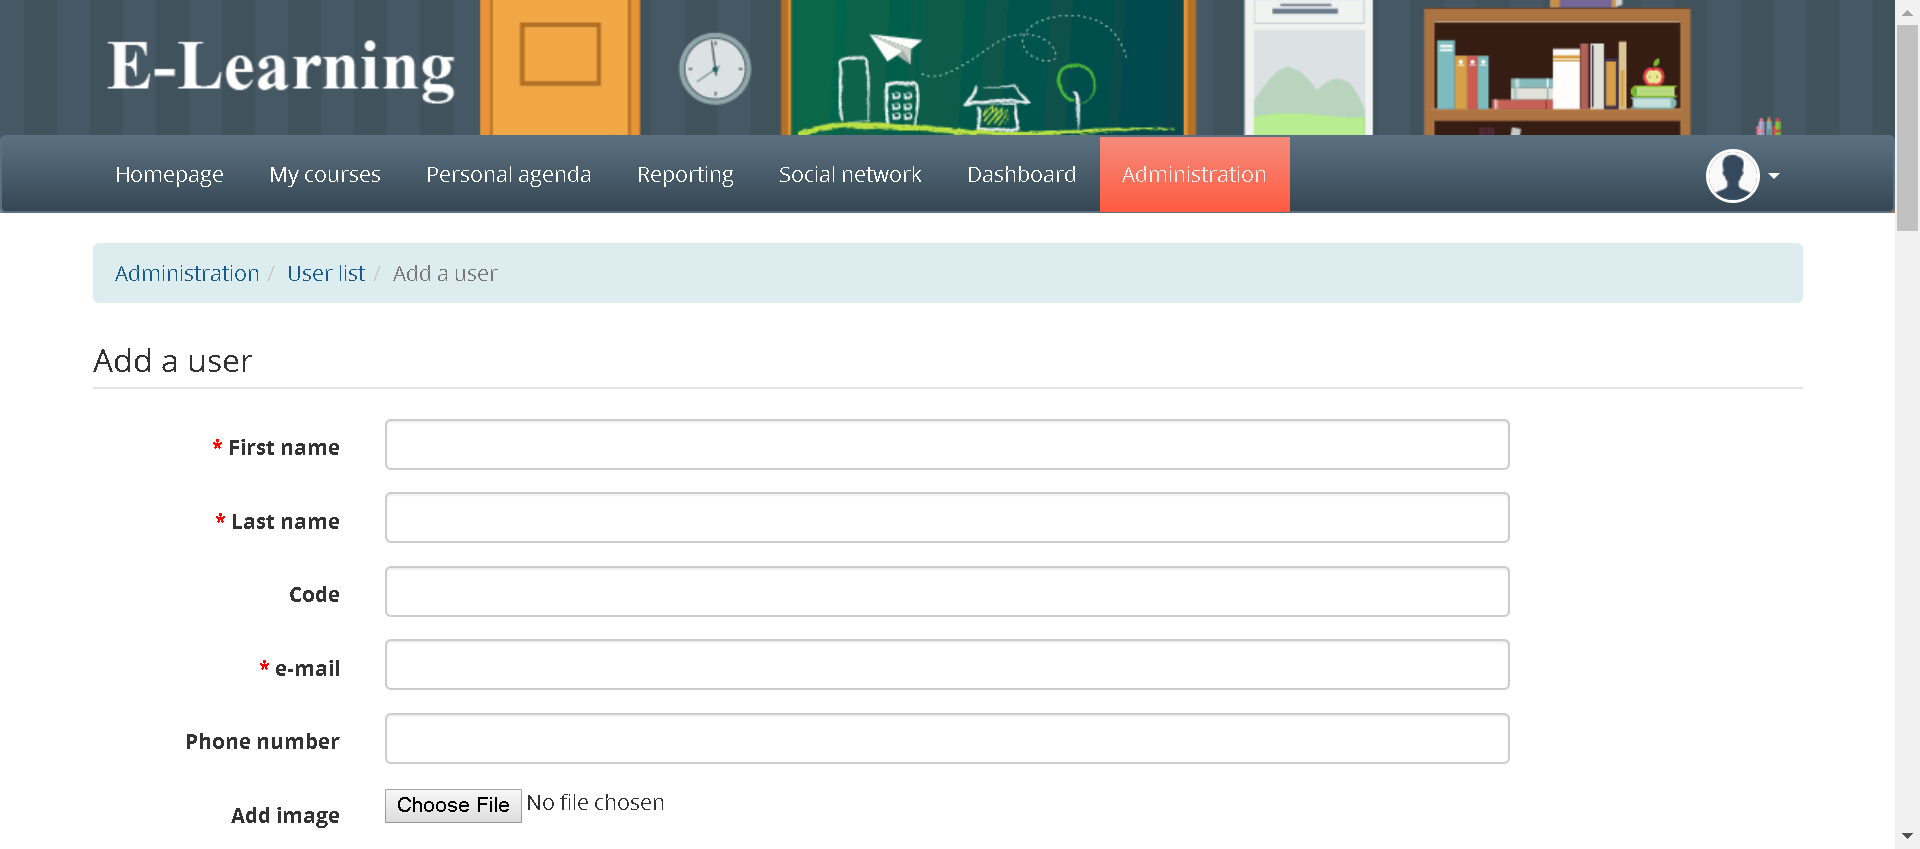 E-Learning
Homepage My courses Personal agenda Reporting Social network Dashboard Administration
Administration / User list / Add a user
Add a user
* First name
* Last name
Code
* e-mail
Phone number
Add image Choose File No file chosen